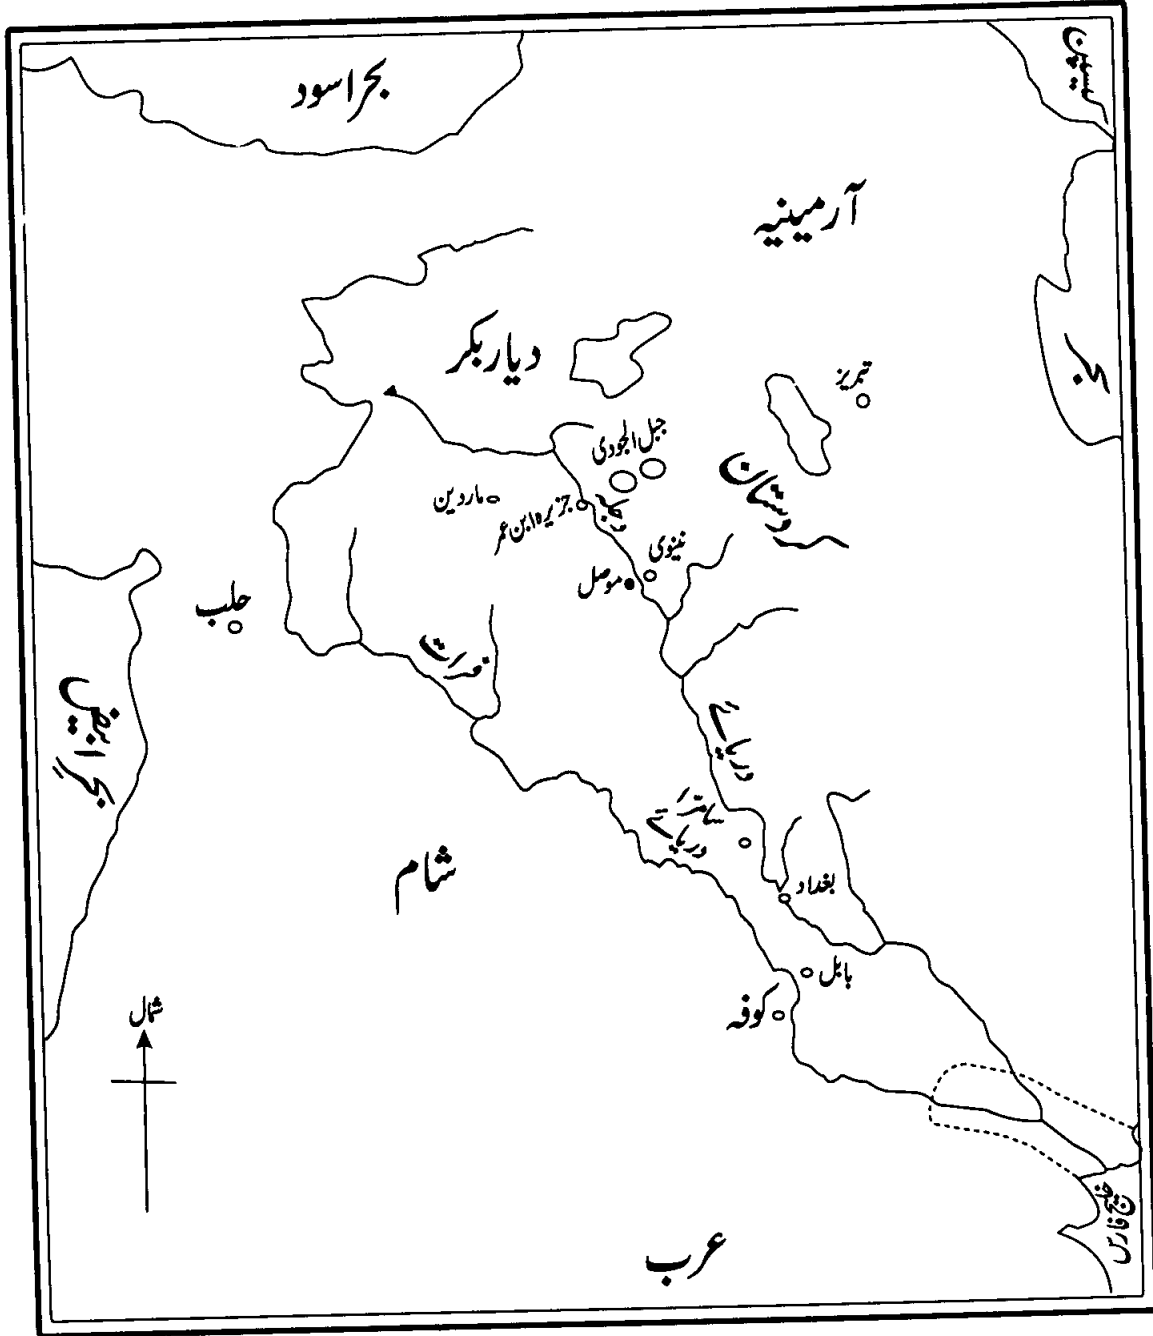 بحر اسود
کیسپین
آرمینیہ
بحر
دیار بکر
تبریز
جبل الجودی
کردستان
ماردین
جزیرہ ابن عمر
دجلہ
نینوی
موصل
حلب
فرات
بحر ابیض
دریائے
سامرّا
دریائے
شام
بغداد
بابل
کوفہ
شمال
خلیج فارس
عرب